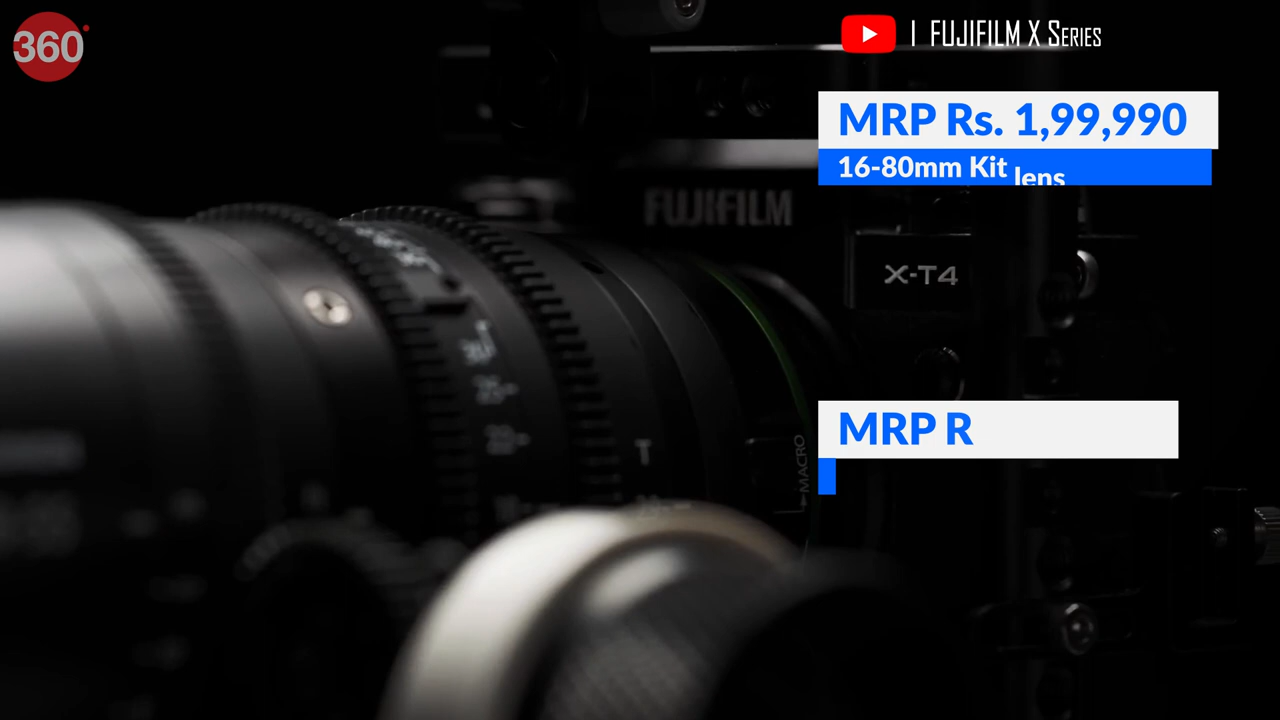 360
| FUJIFILM X SERIES
MRP Rs. 1,99,990
16-80mm Kit lens
FUJIFILM
X-T4
MRP R
MACRO
T